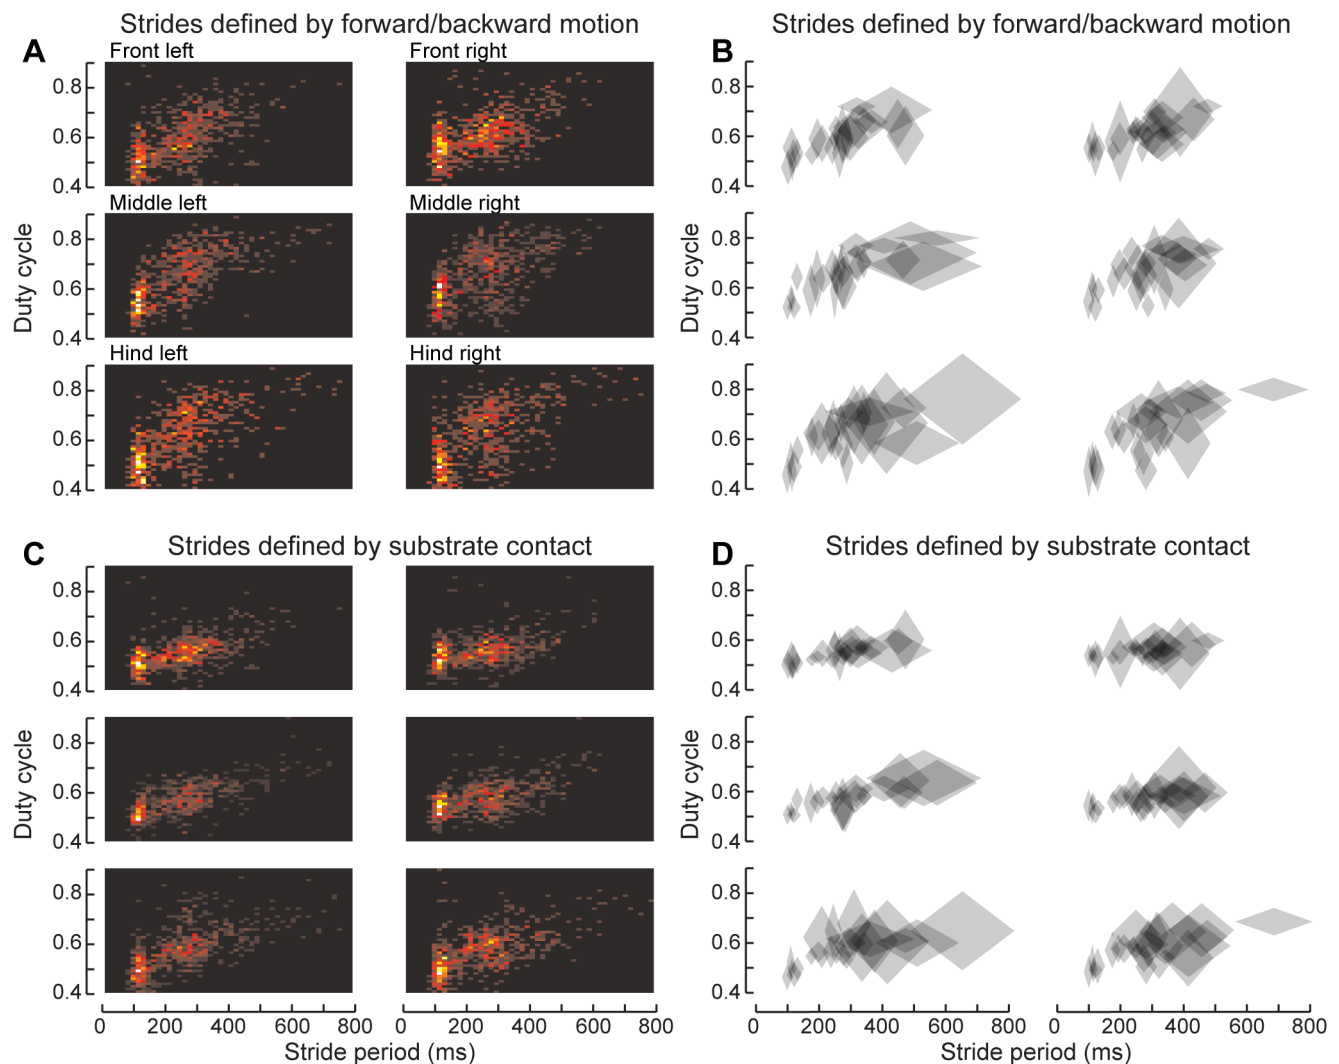 Strides defined by forward/backward motion
Strides defined by forward/backward motion
A
B
Front left
Front right
0.8
0.6
0.4
0.8
0.6
0.4
Middle left
Middle right
Duty cycle
0.8
0.6
0.4
Duty cycle
0.8
0.6
0.4
Hind left
Hind right
0.8
0.6
0.4
0.8
0.6
0.4
C
Strides defined by substrate contact
D
Strides defined by substrate contact
0.8
0.6
0.4
0.8
0.6
0.4
Duty cycle
0.8
0.6
0.4
Duty cycle
0.8
0.6
0.4
0.8
0.6
0.4
0.8
0.6
0.4
0 200 400 600 800
0 200 400 600 800
0 200 400 600 800
0 200 400 600 800
Stride period (ms)
Stride period (ms)